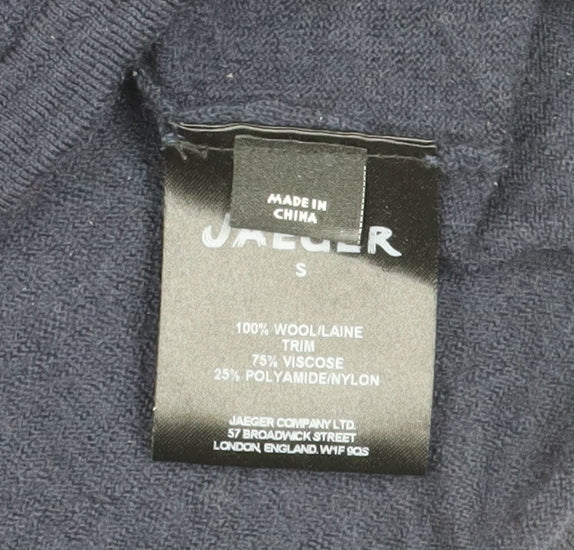 MADE IN
CHINA
JAEGER
S
100% WOOL/LAINE
TRIM
75% VISCOSE
25% POLYAMIDE/NYLON
JAEGER COMPANY LTD.
57 BROADWICK STREET
LONDON, ENGLAND. W1F 9QS